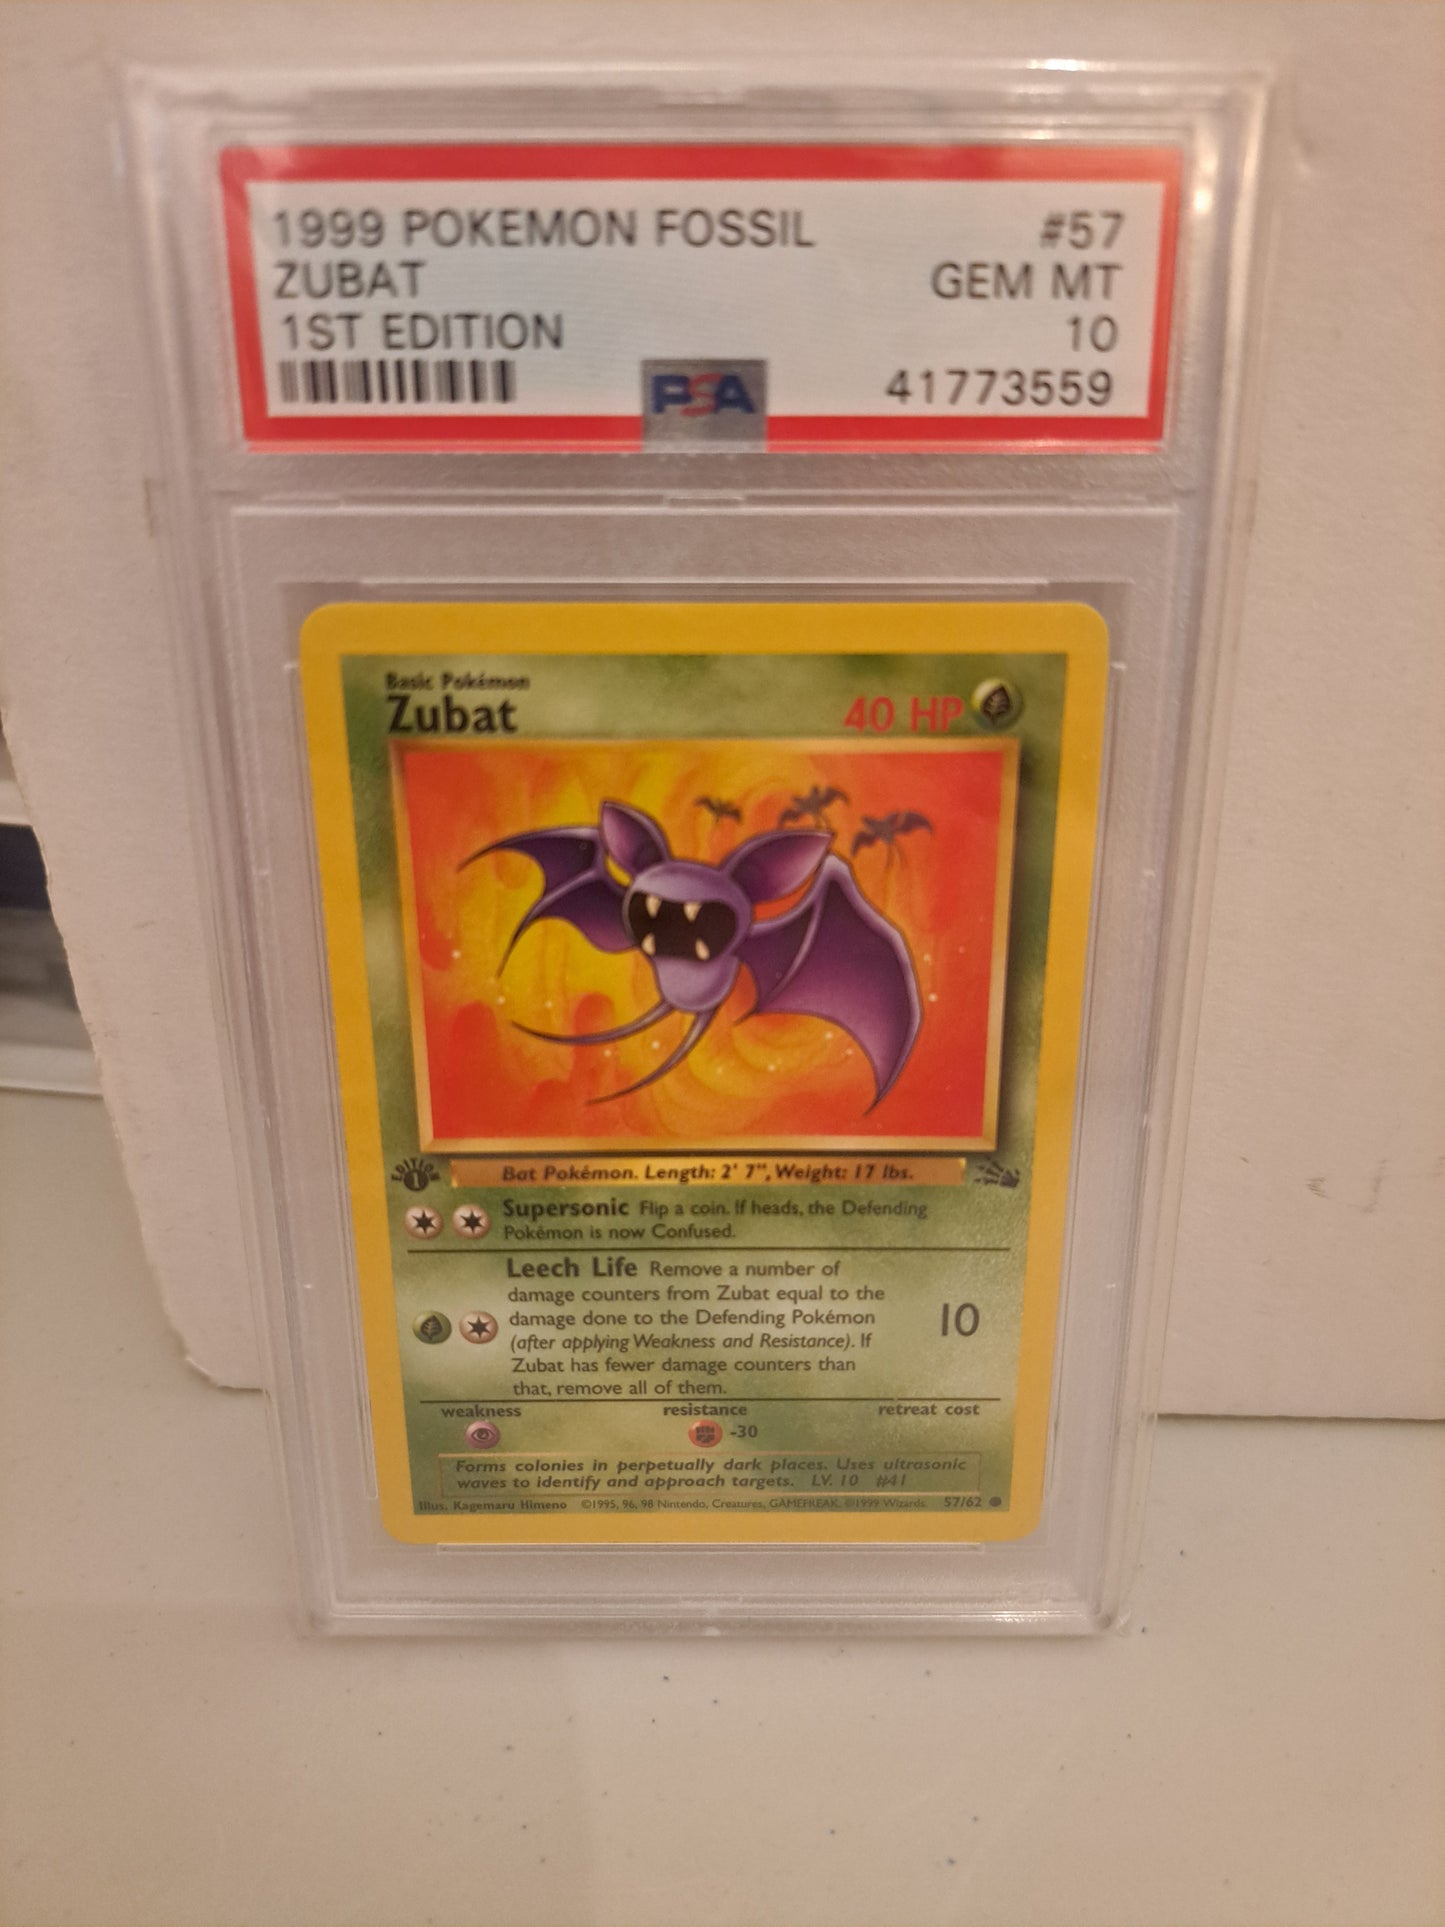 1999 POKEMON FOSSIL #57
ZUBAT GEM MT
1ST EDITION 10
PSA 41773559
Basic Pokémon
Zubat 40 HP
EDITION
1
Bat Pokémon. Length: 2' 7", Weight: 17 lbs.
Supersonic Flip a coin. If heads, the Defending
Pokémon is now Confused.
Leech Life Remove a number of
damage counters from Zubat equal to the
damage done to the Defending Pokémon 10
(after applying Weakness and Resistance). If
Zubat has fewer damage counters than
that, remove all of them.
weakness resistance retreat cost
-30
Forms colonies in perpetually dark places. Uses ultrasonic
waves to identify and approach targets. LV. 10 #41
Illus. Kagemaru Himeno ©1995, 96, 98 Nintendo, Creatures, GAMEFREAK. ©1999 Wizards. 57/62